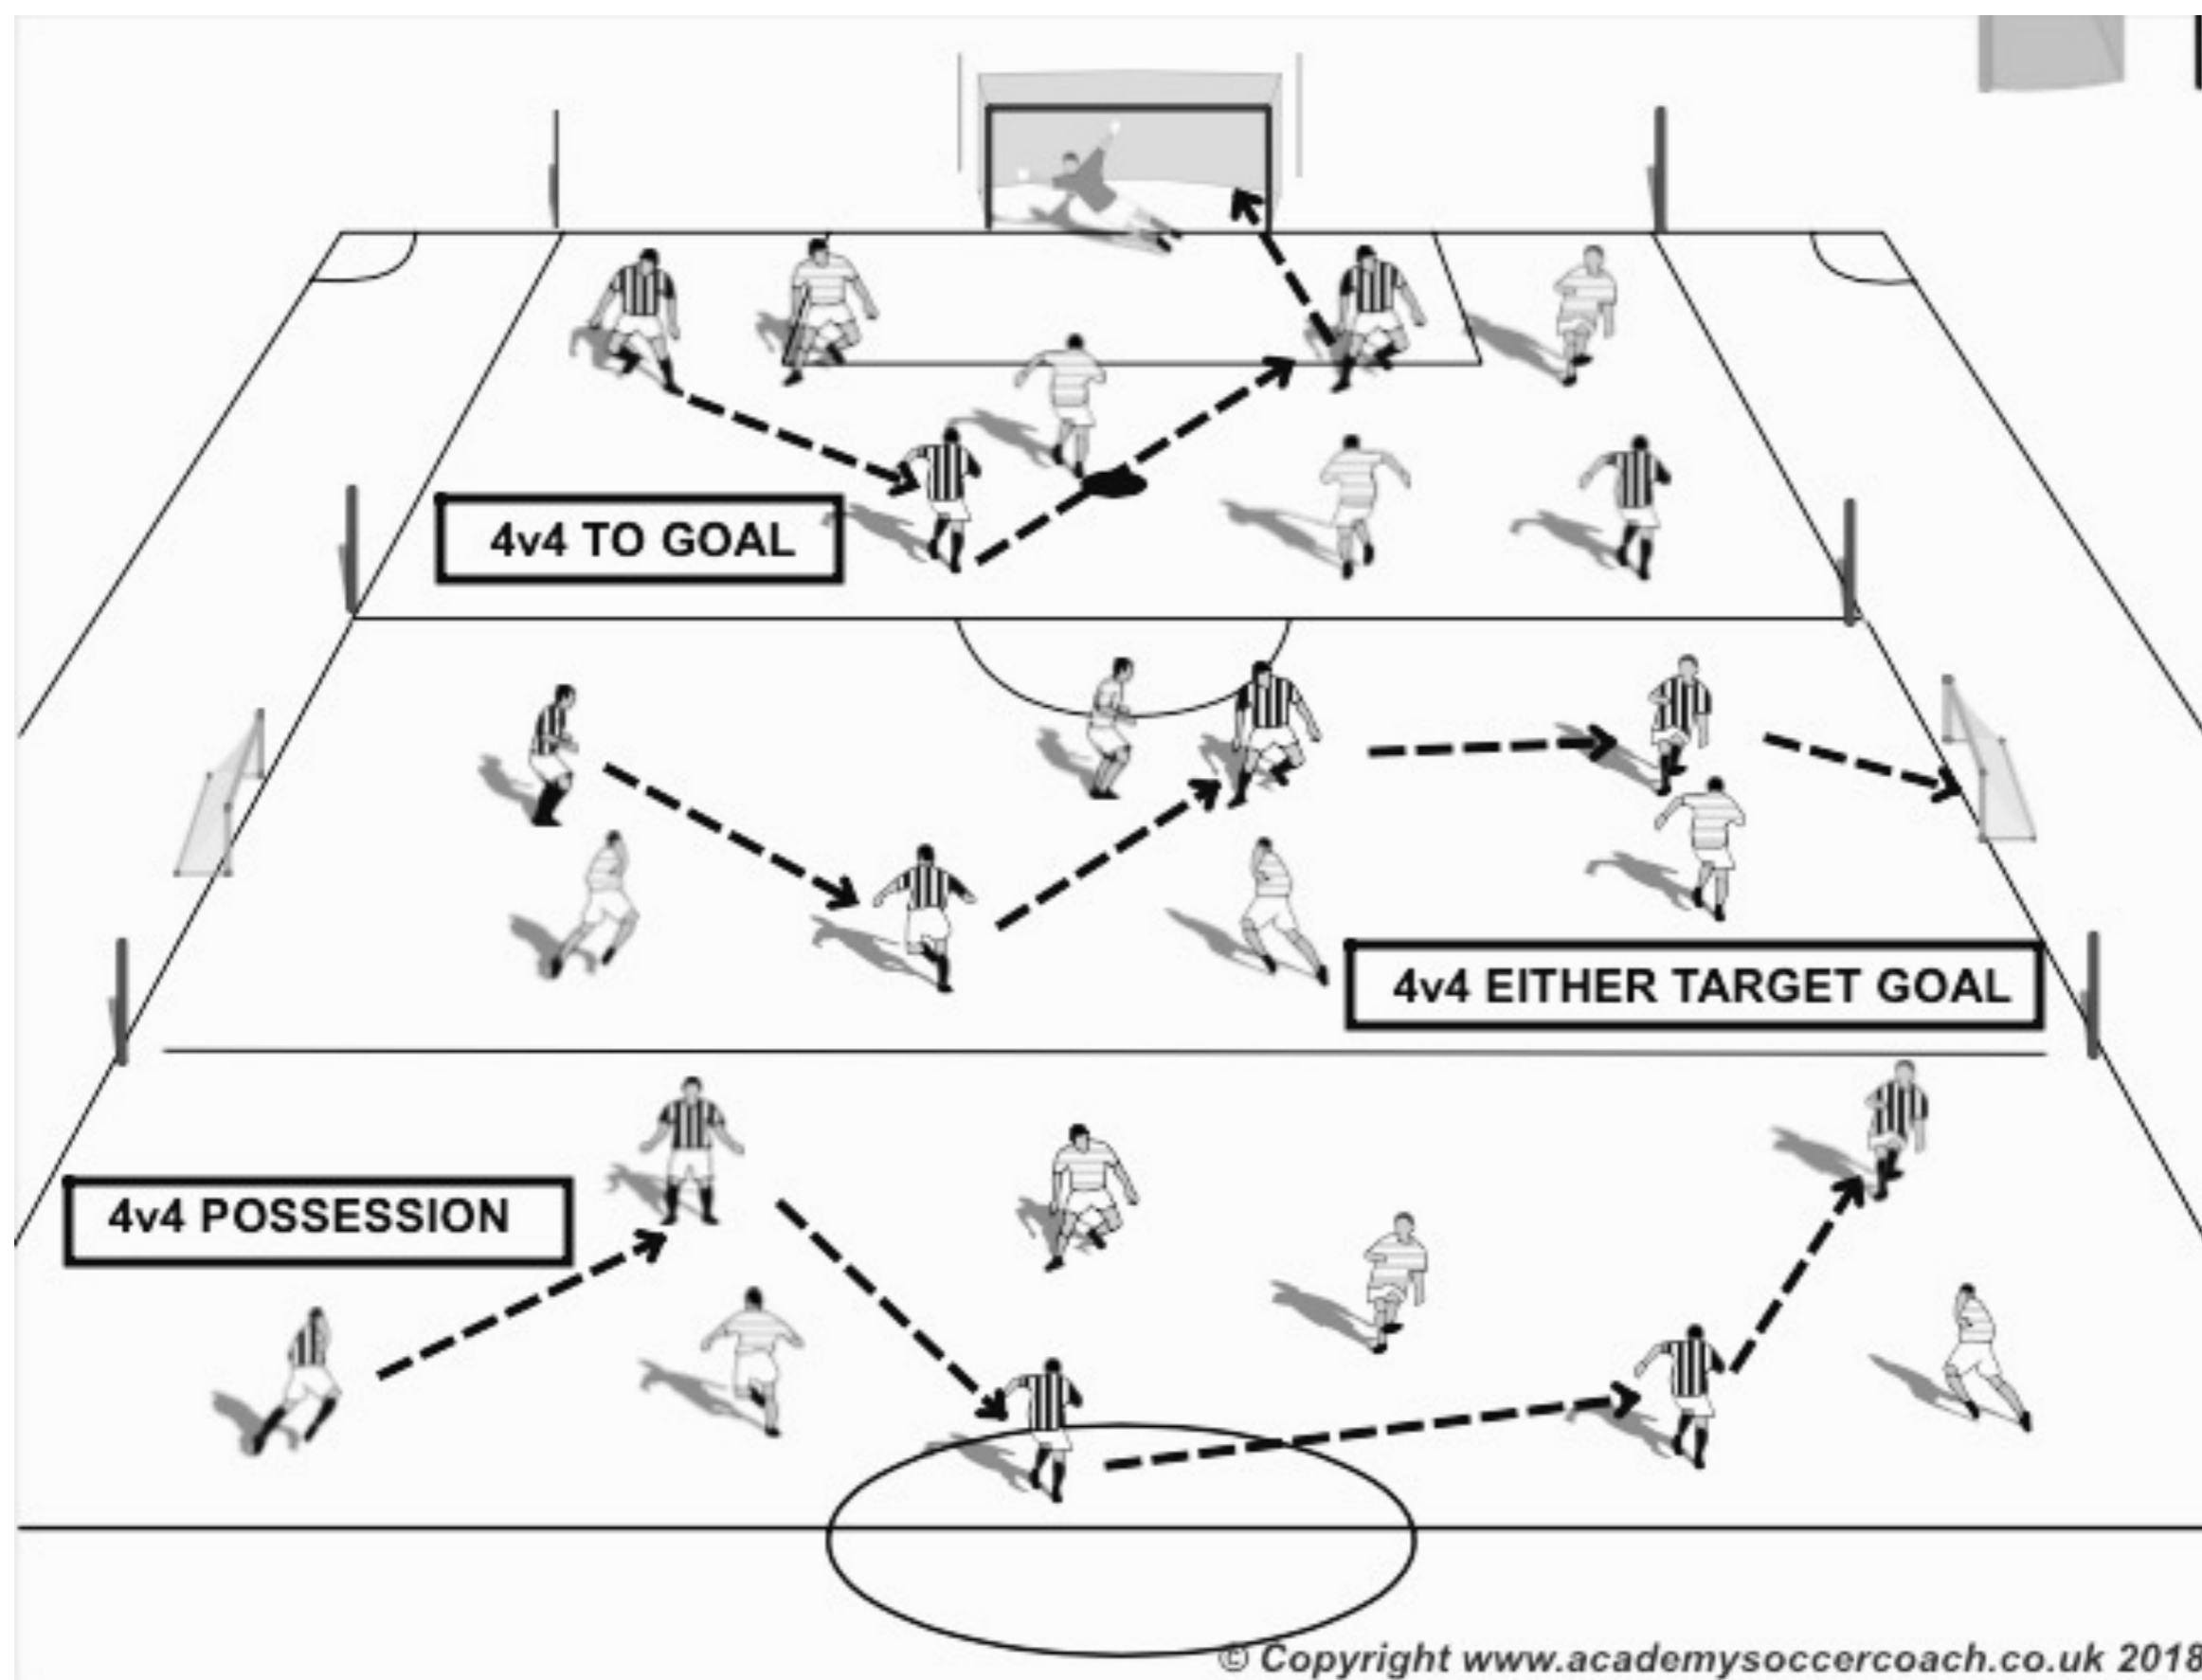 4v4 TO GOAL
4v4 EITHER TARGET GOAL
4v4 POSSESSION
© Copyright www.academysoccercoach.co.uk 2018